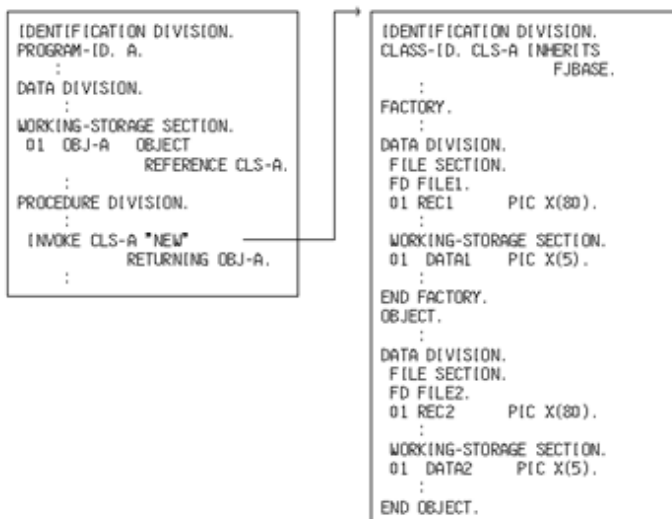 IDENTIFICATION DIVISION.
PROGRAM-ID. A.
:
DATA DIVISION.
:
WORKING-STORAGE SECTION.
01 OBJ-A OBJECT
REFERENCE CLS-A.
:
PROCEDURE DIVISION.
:
INVOKE CLS-A "NEW"
RETURNING OBJ-A.
:
IDENTIFICATION DIVISION.
CLASS-ID. CLS-A INHERITS
FJBASE.
:
FACTORY.
:
DATA DIVISION.
FILE SECTION.
FD FILE1.
01 REC1 PIC X(80).
:
WORKING-STORAGE SECTION.
01 DATA1 PIC X(5).
:
END FACTORY.
OBJECT.
:
DATA DIVISION.
FILE SECTION.
FD FILE2.
01 REC2 PIC X(80).
:
WORKING-STORAGE SECTION.
01 DATA2 PIC X(5).
:
END OBJECT.